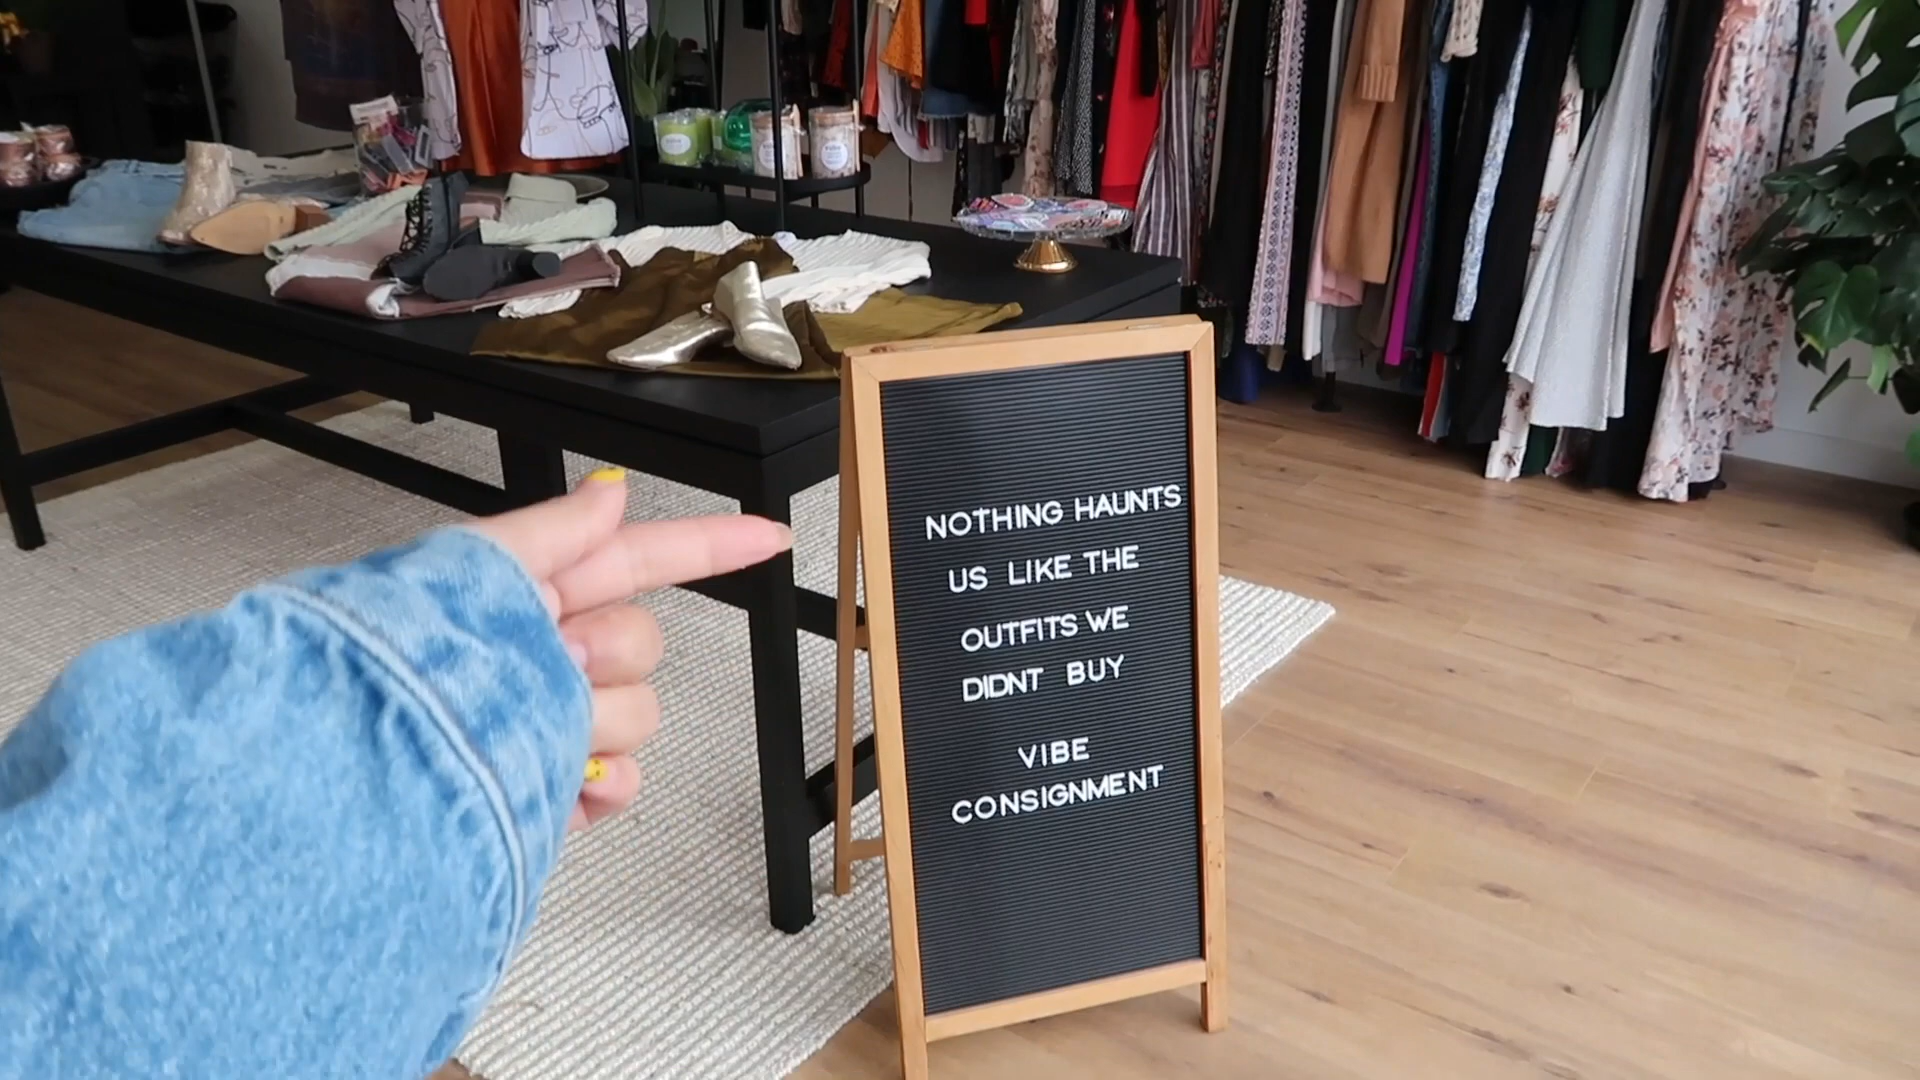 NOTHING HAUNTS
US LIKE THE
OUTFITS WE
DIDNT BUY
VIBE
CONSIGNMENT